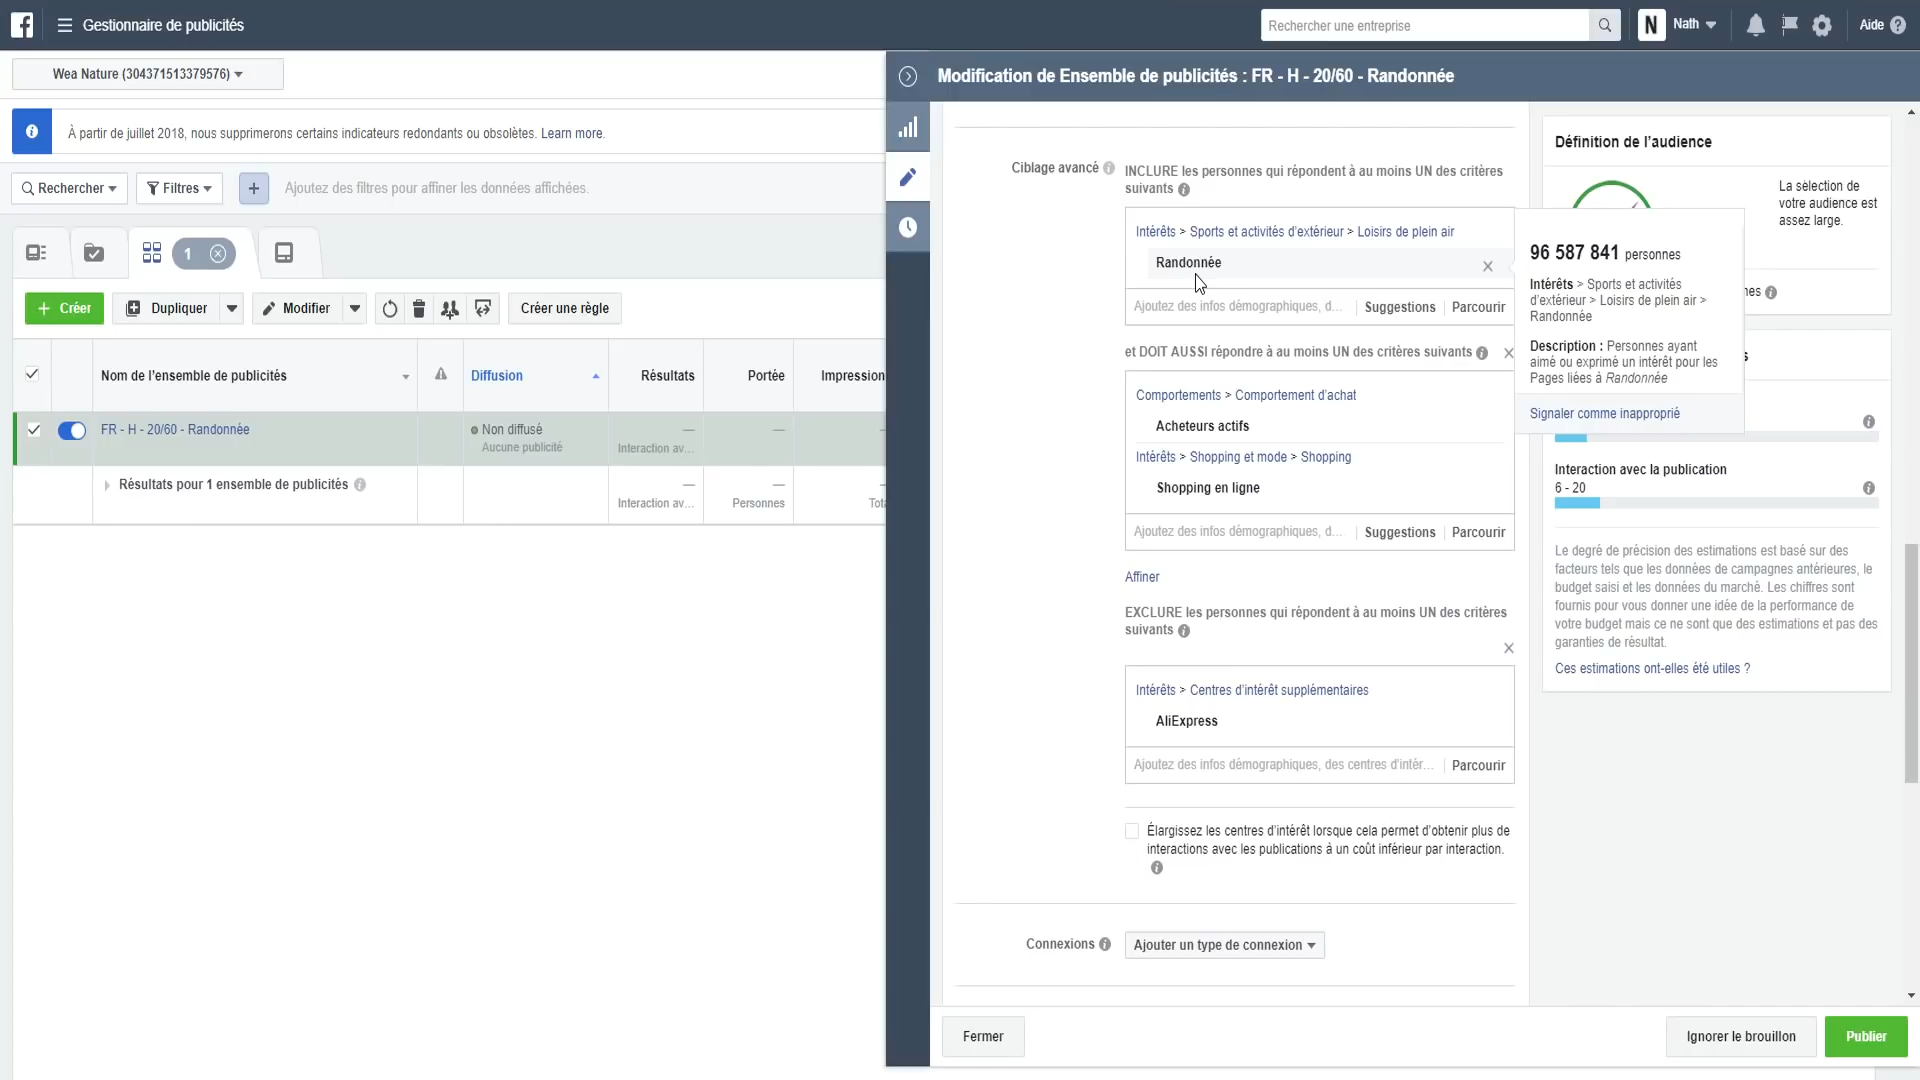 Gestionnaire de publicités
Rechercher une entreprise
N
Nath
Aide
Wea Nature (304371513379576)
À partir de juillet 2018, nous supprimerons certains indicateurs redondants ou obsolètes. Learn more.
Rechercher
Filtres
+
Ajoutez des filtres pour affiner les données affichées.
1
+ Créer
Dupliquer
Modifier
Créer une règle
Nom de l'ensemble de publicités
Diffusion
Résultats
Portée
Impression
FR - H - 20/60 - Randonnée
Non diffusé
Aucune publicité
—
Interaction av...
—
Résultats pour 1 ensemble de publicités
—
Interaction av...
—
Personnes
Tota
Modification de Ensemble de publicités : FR - H - 20/60 - Randonnée
Ciblage avancé
INCLURE les personnes qui répondent à au moins UN des critères
suivants
Intérêts > Sports et activités d'extérieur > Loisirs de plein air
Randonnée
Ajoutez des infos démographiques, d...
Suggestions
Parcourir
et DOIT AUSSI répondre à au moins UN des critères suivants
Comportements > Comportement d'achat
Acheteurs actifs
Intérêts > Shopping et mode > Shopping
Shopping en ligne
Ajoutez des infos démographiques, d...
Suggestions
Parcourir
Affiner
EXCLURE les personnes qui répondent à au moins UN des critères
suivants
Intérêts > Centres d'intérêt supplémentaires
AliExpress
Ajoutez des infos démographiques, des centres d'intér...
Parcourir
Élargissez les centres d'intérêt lorsque cela permet d'obtenir plus de
interactions avec les publications à un coût inférieur par interaction.
Connexions
Ajouter un type de connexion
Fermer
Ignorer le brouillon
Publier
Définition de l'audience
La sélection de
votre audience est
assez large.
96 587 841 personnes
Intérêts > Sports et activités
d'extérieur > Loisirs de plein air >
Randonnée
Description : Personnes ayant
aimé ou exprimé un intérêt pour les
Pages liées à Randonnée
Signaler comme inapproprié
nes
s
Interaction avec la publication
6 - 20
Le degré de précision des estimations est basé sur des
facteurs tels que les données de campagnes antérieures, le
budget saisi et les données du marché. Les chiffres sont
fournis pour vous donner une idée de la performance de
votre budget mais ce ne sont que des estimations et pas des
garanties de résultat.
Ces estimations ont-elles été utiles ?